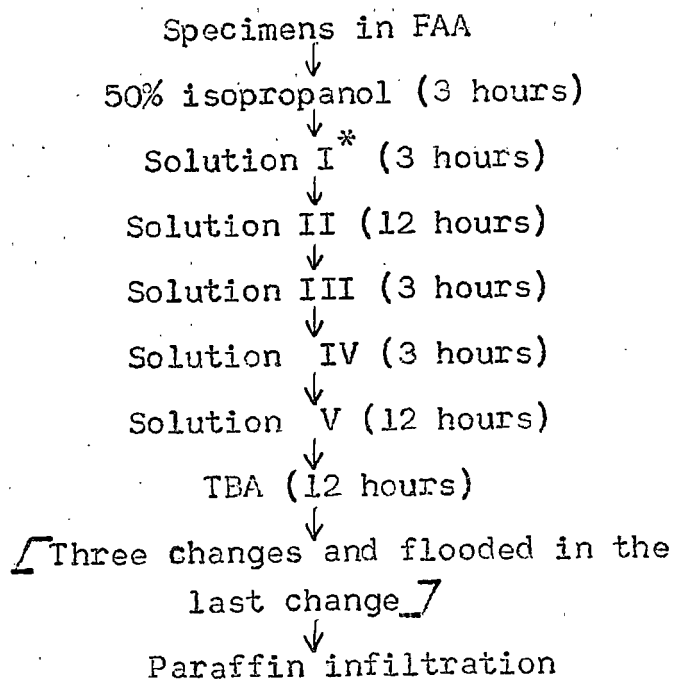 Specimens in FAA
↓
50% isopropanol (3 hours)
↓
Solution I* (3 hours)
↓
Solution II (12 hours)
↓
Solution III (3 hours)
↓
Solution IV (3 hours)
↓
Solution V (12 hours)
↓
TBA (12 hours)
↓
[Three changes and flooded in the
last change_7
↓
Paraffin infiltration